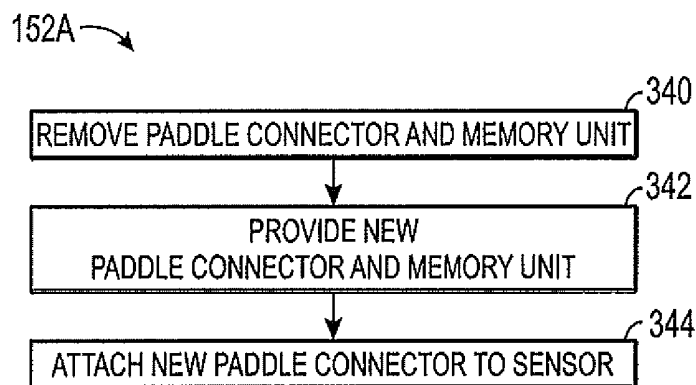 152A
340
REMOVE PADDLE CONNECTOR AND MEMORY UNIT
342
PROVIDE NEW
PADDLE CONNECTOR AND MEMORY UNIT
344
ATTACH NEW PADDLE CONNECTOR TO SENSOR